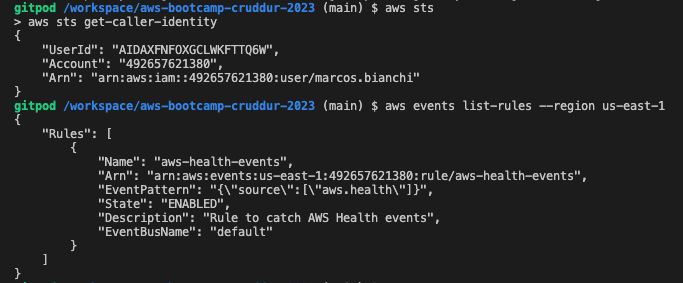 gitpod /workspace/aws-bootcamp-cruddur-2023 (main) $ aws sts
> aws sts get-caller-identity
{
    "UserId": "AIDAXFNFOXGCLWKFTTQ6W",
    "Account": "492657621380",
    "Arn": "arn:aws:iam::492657621380:user/marcos.bianchi"
}
gitpod /workspace/aws-bootcamp-cruddur-2023 (main) $ aws events list-rules --region us-east-1
{
    "Rules": [
        {
            "Name": "aws-health-events",
            "Arn": "arn:aws:events:us-east-1:492657621380:rule/aws-health-events",
            "EventPattern": "{\"source\":[\"aws.health\"]}",
            "State": "ENABLED",
            "Description": "Rule to catch AWS Health events",
            "EventBusName": "default"
        }
    ]
}